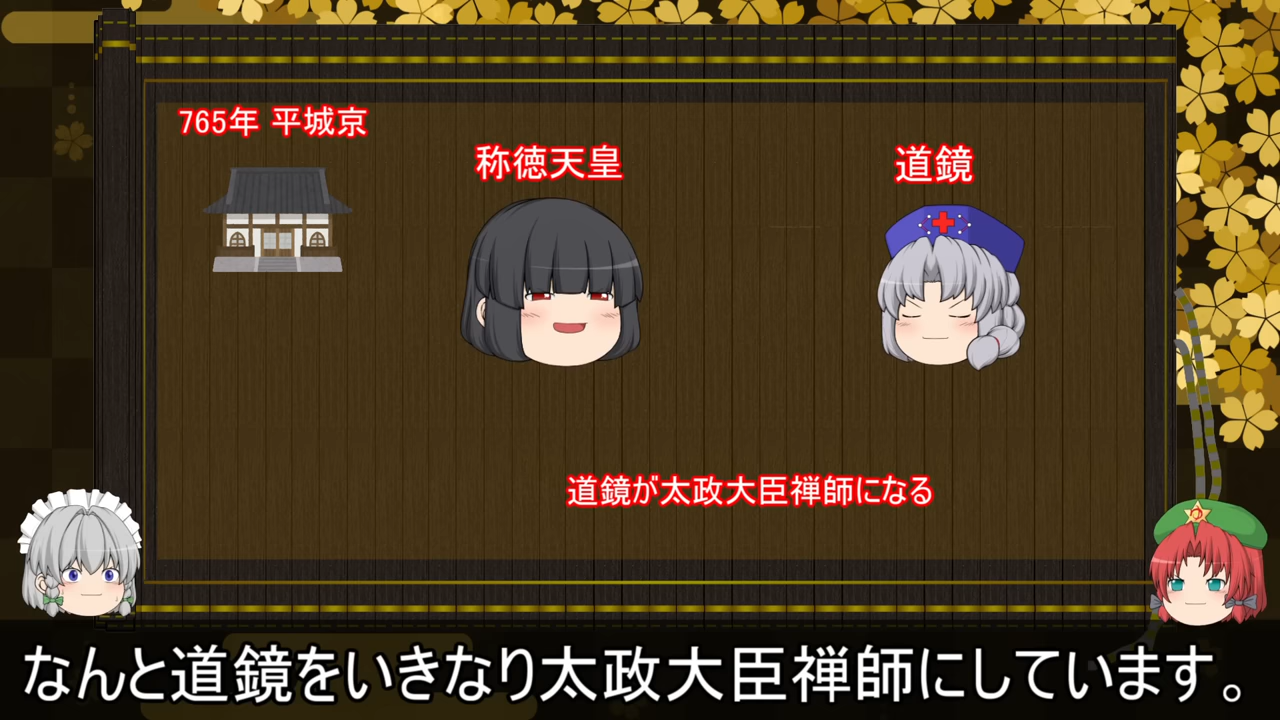 765年 平城京
称徳天皇
道鏡
道鏡が太政大臣禅師になる
なんと道鏡をいきなり太政大臣禅師にしています。